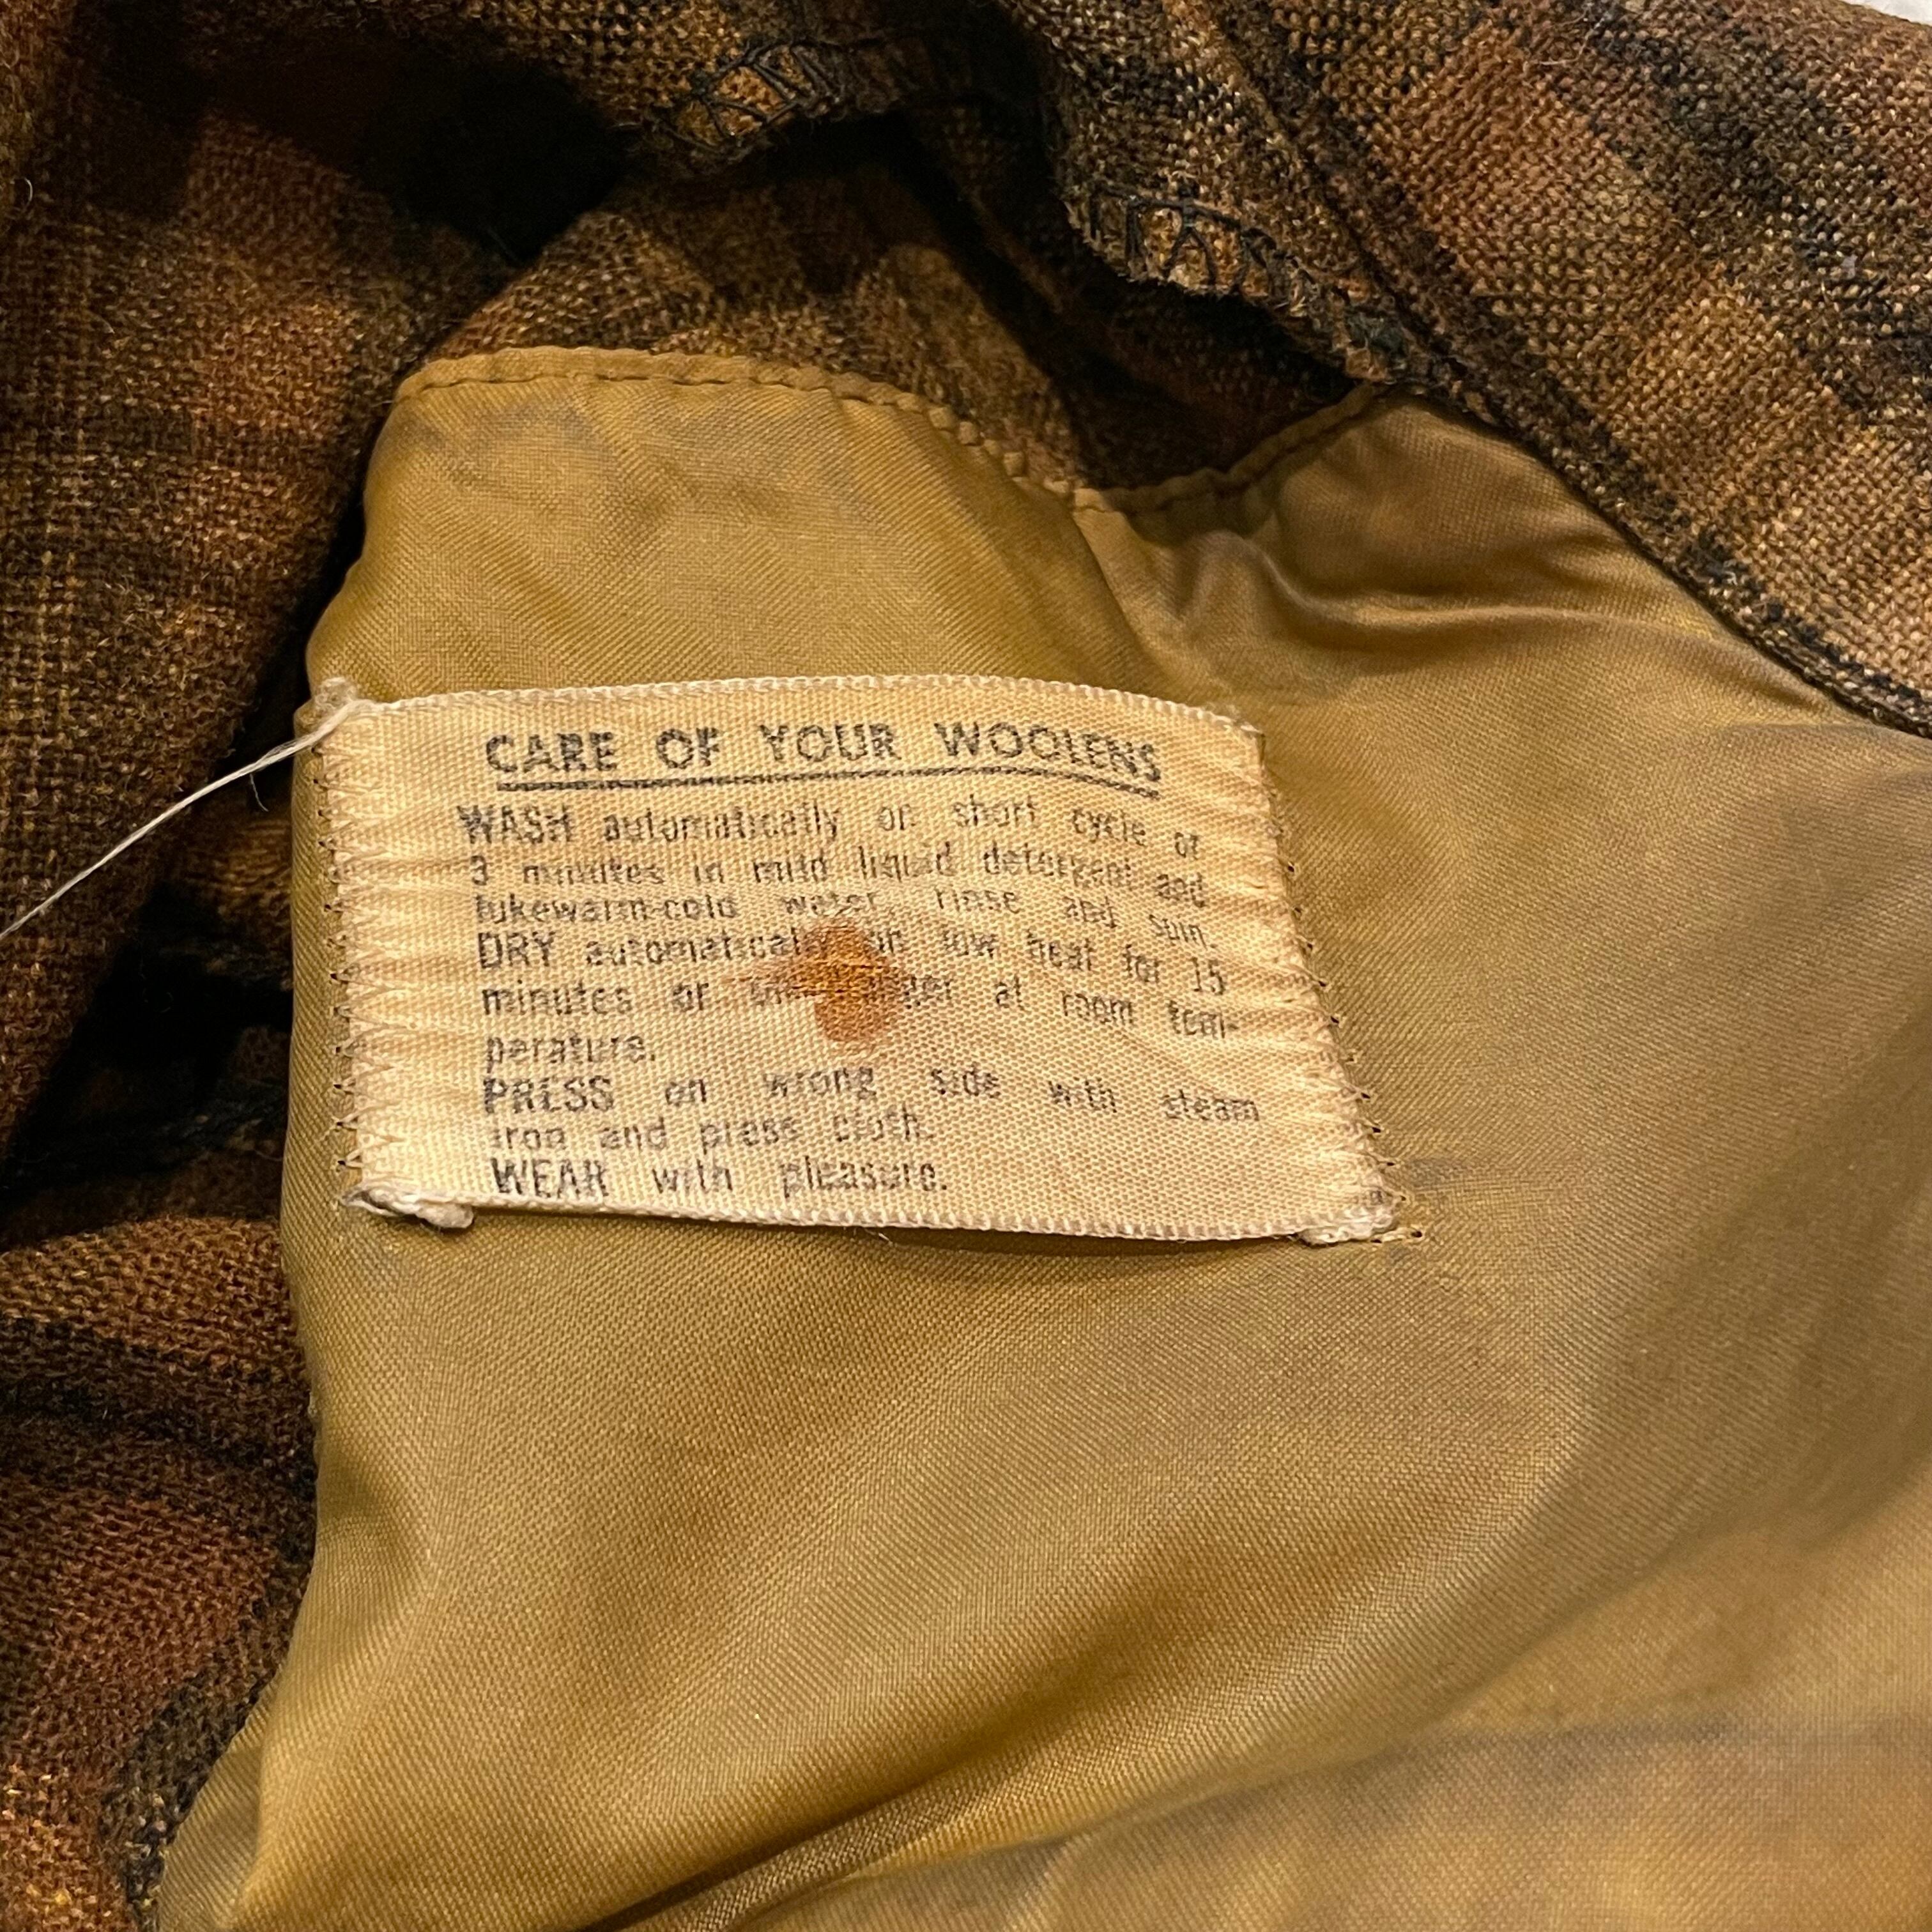 CARE OF YOUR WOOLENS
WASH automatically on short cycle or
3 minutes in mild liquid detergent and
lukewarm-cold water, rinse and spin.
DRY automatically on low heat for 15
minutes or at room tem-
perature.
PRESS on wrong side with steam
iron and press cloth.
WEAR with pleasure.